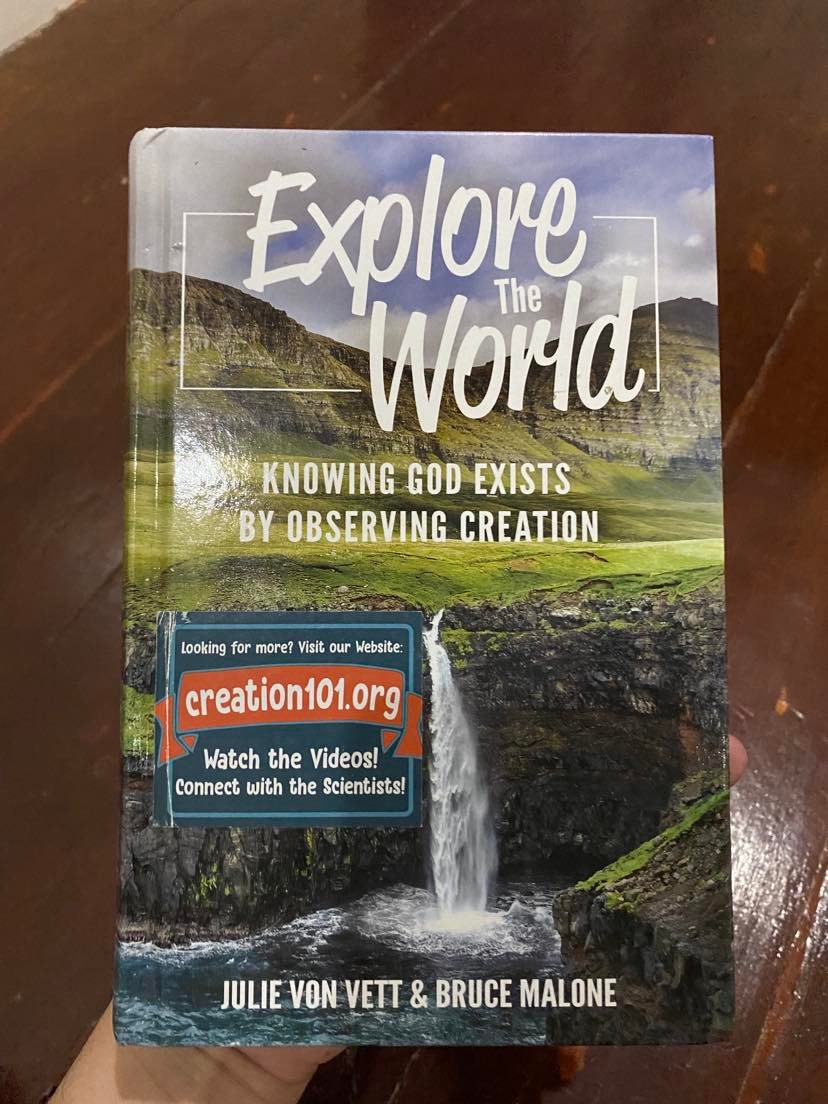 Explore
The
World
KNOWING GOD EXISTS
BY OBSERVING CREATION
Looking for more? Visit our Website:
creation101.org
Watch the Videos!
Connect with the Scientists!
JULIE VON VETT & BRUCE MALONE